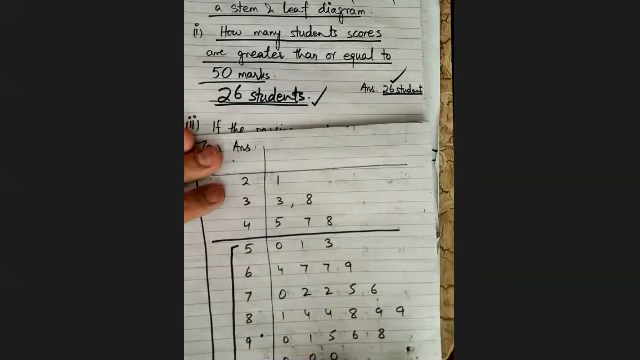 a stem & leaf diagram.
(ii) How many students scores
are greater than or equal to
50 marks.
26 students.
Ans. 26 student
(iii) If the
Ans.
2 | 1
3 | 3, 8
4 | 5 7 8
5 | 0 1 3
6 | 4 7 7 9
7 | 0 2 2 5 6
8 | 1 4 4 8 9 9
9 | 0 1 5 6 8
0 0 0